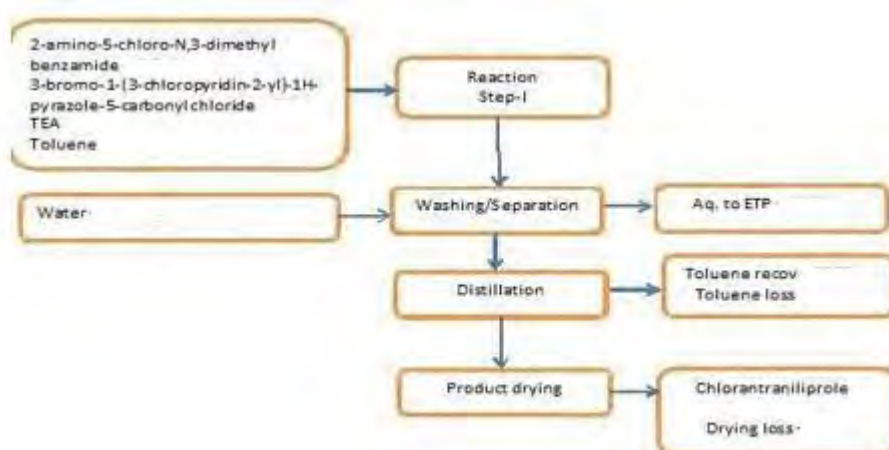 2-amino-5-chloro-N,3-dimethyl
benzamide
3-bromo-1-(3-chloropyridin-2-yl)-1H-
pyrazole-5-carbonyl chloride
TEA
Toluene
Reaction
Step-I
Water
Washing/Separation
Aq. to ETP
Distillation
Toluene recov
Toluene loss
Product drying
Chlorantraniliprole
Drying loss